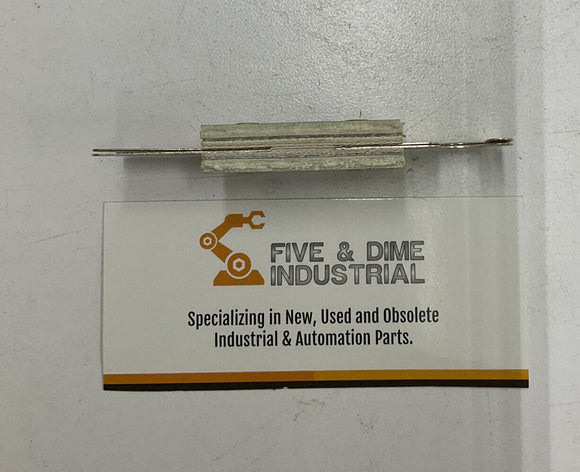 FIVE & DIME
INDUSTRIAL
Specializing in New, Used and Obsolete
Industrial & Automation Parts.